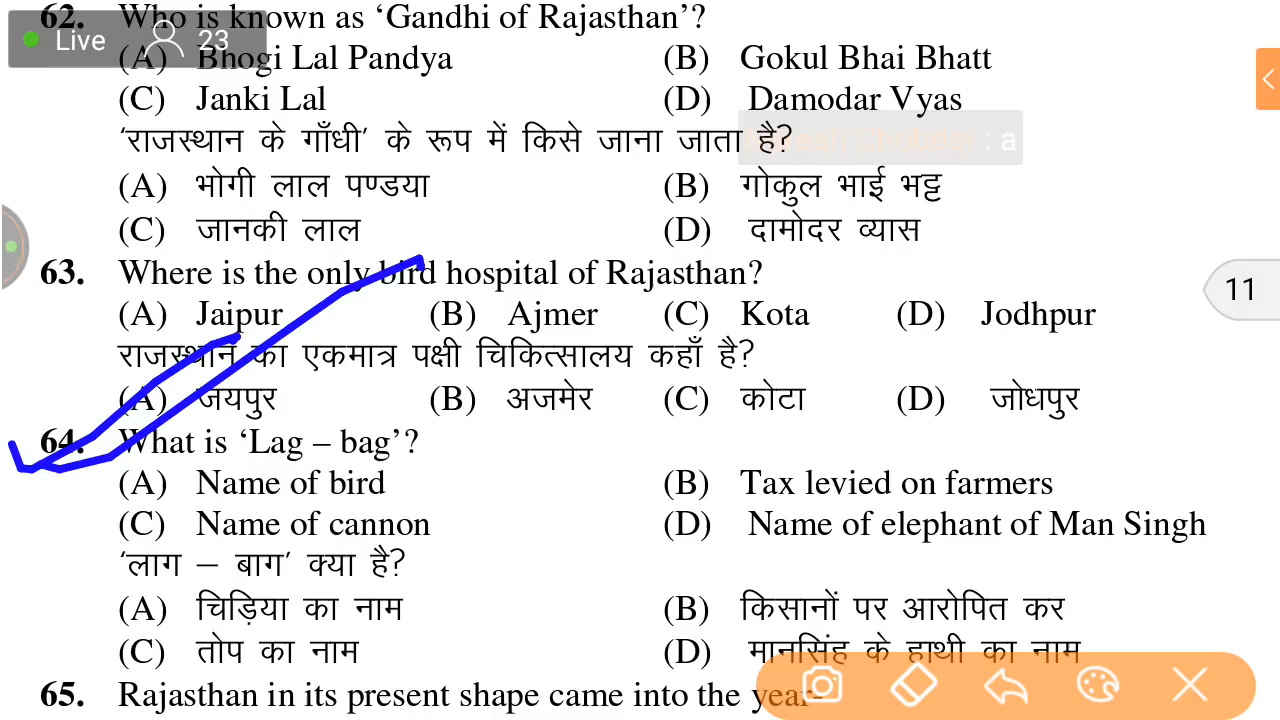 62. Who is known as ‘Gandhi of Rajasthan’?
Live 23
(A) Bhogi Lal Pandya (B) Gokul Bhai Bhatt
(C) Janki Lal (D) Damodar Vyas
‘राजस्थान के गाँधी’ के रूप में किसे जाना जाता है?
: a
(A) भोगी लाल पण्डया (B) गोकुल भाई भट्ट
(C) जानकी लाल (D) दामोदर व्यास
63. Where is the only bird hospital of Rajasthan?
11
(A) Jaipur (B) Ajmer (C) Kota (D) Jodhpur
राजस्थान का एकमात्र पक्षी चिकित्सालय कहाँ है?
(A) जयपुर (B) अजमेर (C) कोटा (D) जोधपुर
64. What is ‘Lag – bag’?
(A) Name of bird (B) Tax levied on farmers
(C) Name of cannon (D) Name of elephant of Man Singh
‘लाग – बाग’ क्या है?
(A) चिड़िया का नाम (B) किसानों पर आरोपित कर
(C) तोप का नाम (D) मानसिंह के हाथी का नाम
65. Rajasthan in its present shape came into the year-